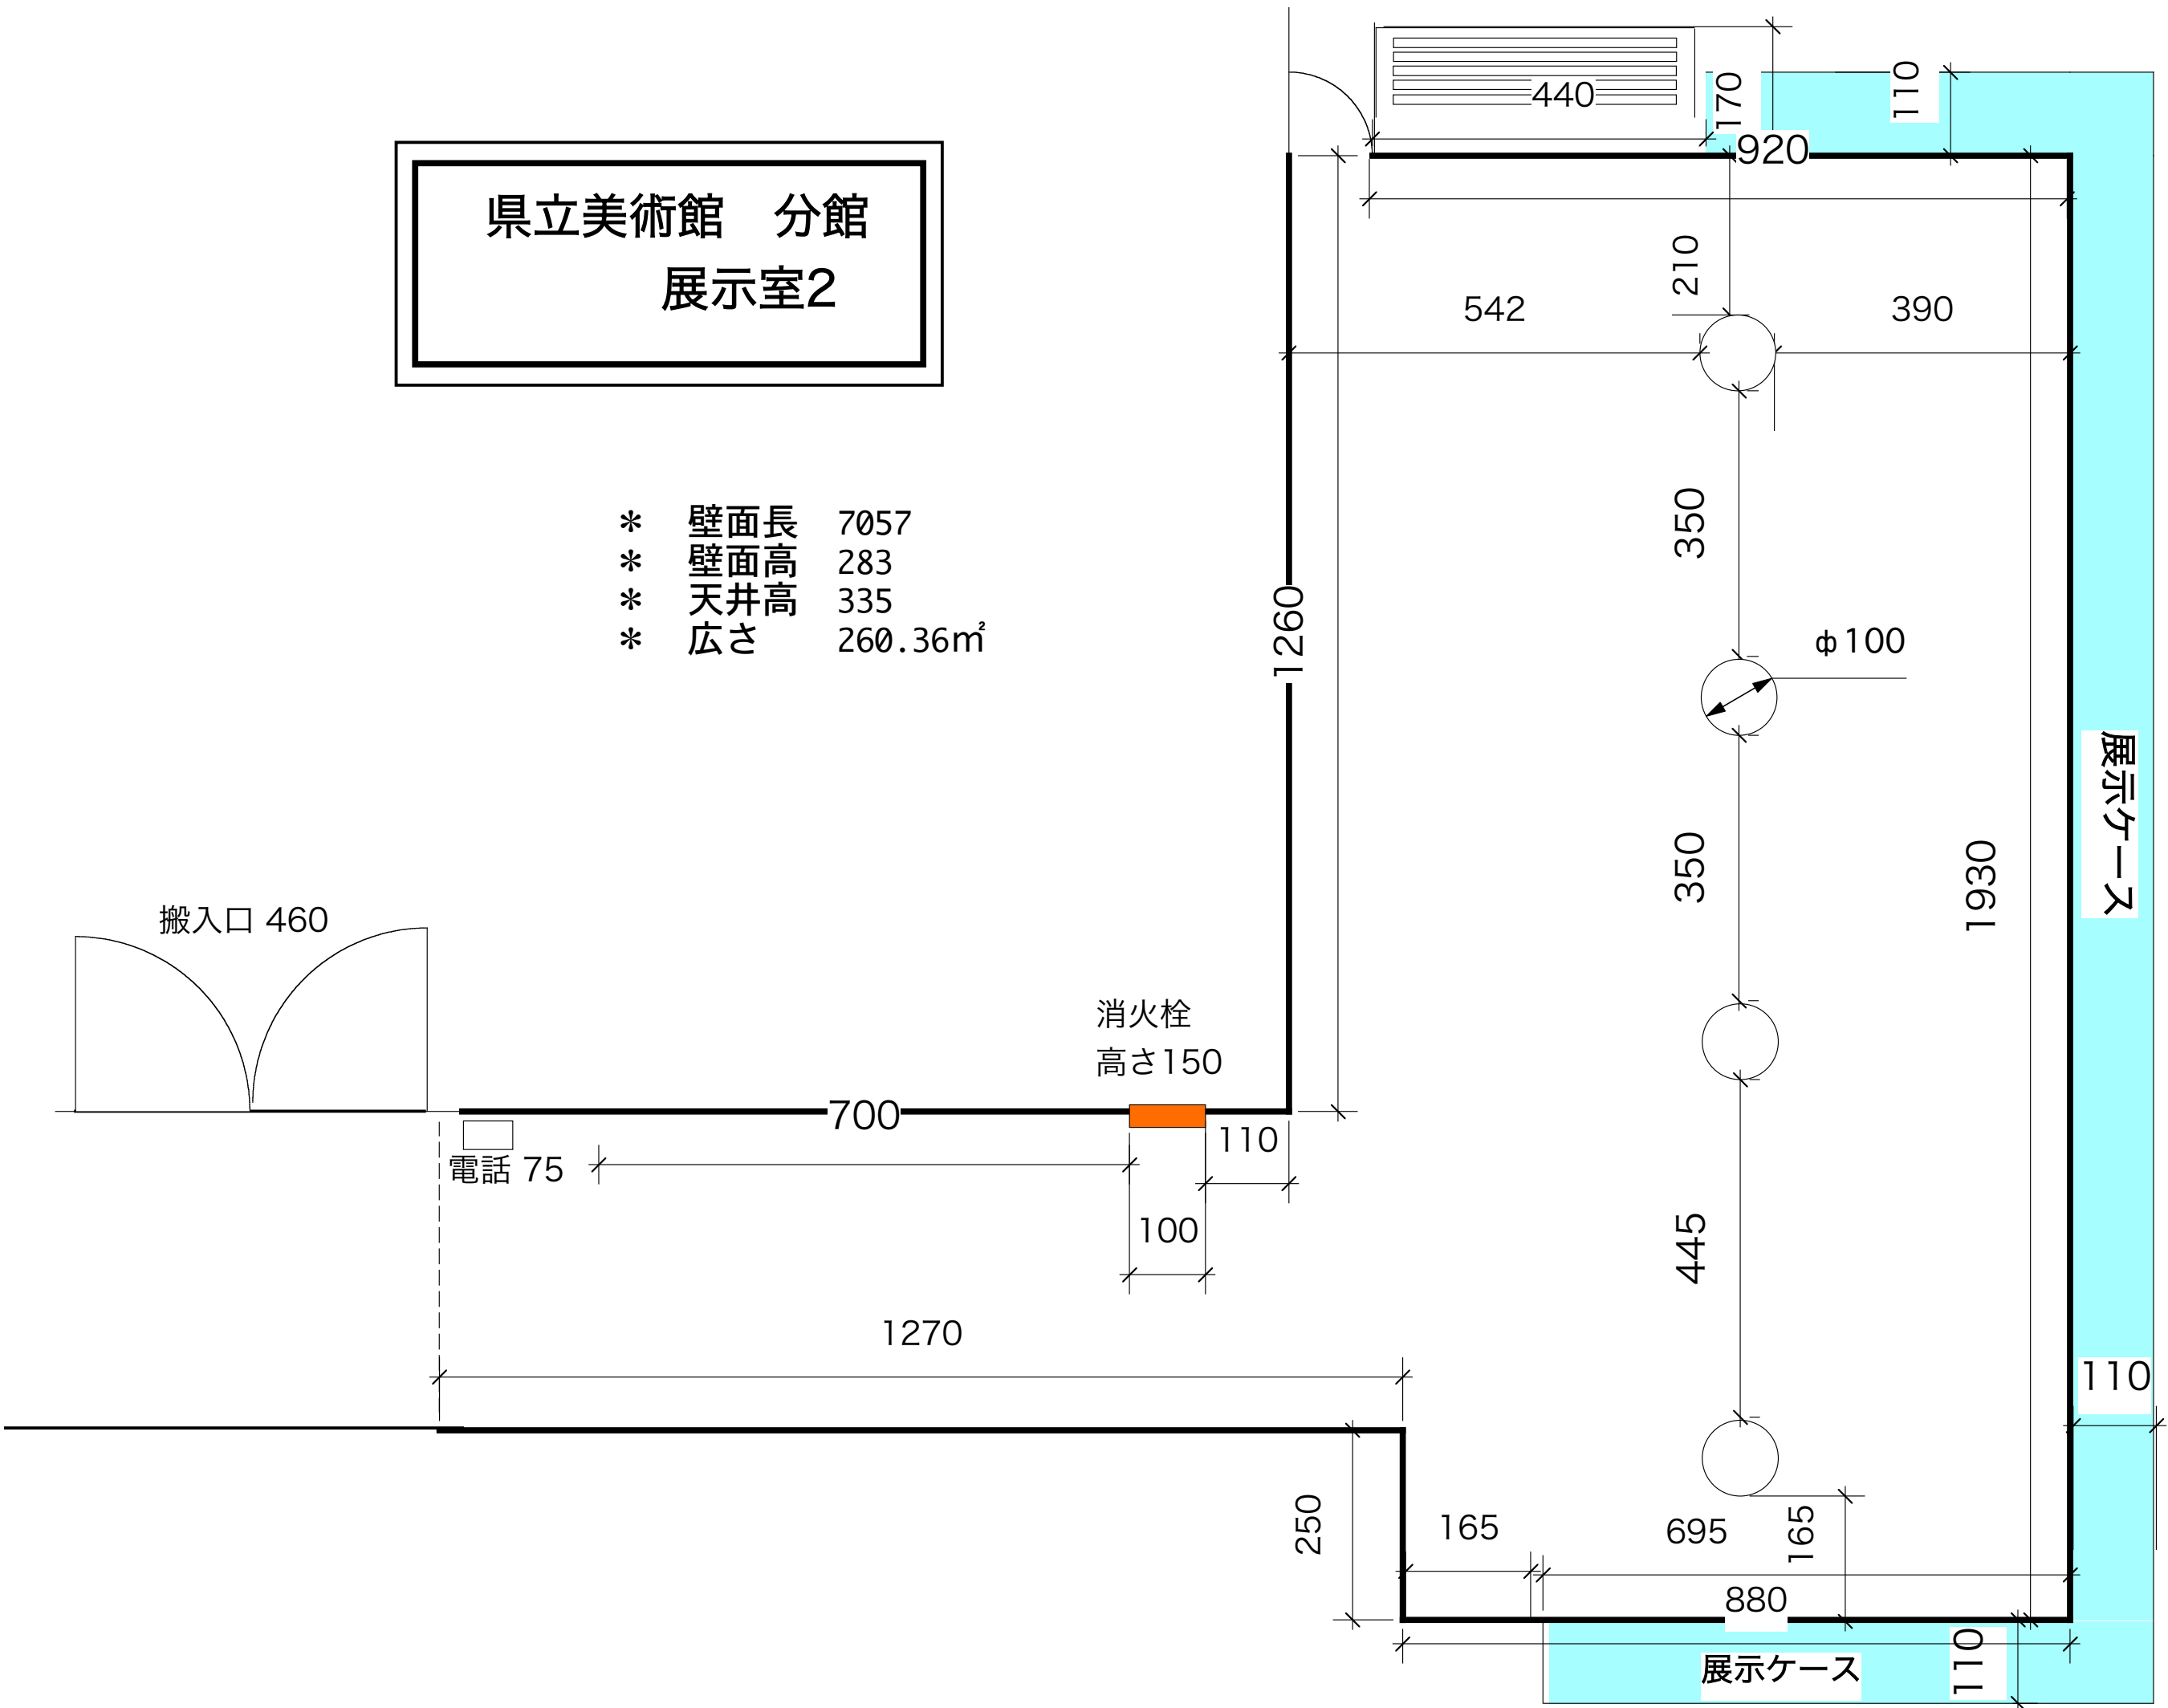 440
170
110
920
県立美術館　分館
展示室2
210
542
390
＊　壁面長　7057
＊　壁面高　283
＊　天井高　335
＊　広さ　　260.36㎡
350
1260
ф100
展示ケース
350
1930
搬入口 460
消火栓
高さ150
700
110
電話 75
100
445
1270
110
250
165
695
165
880
110
展示ケース